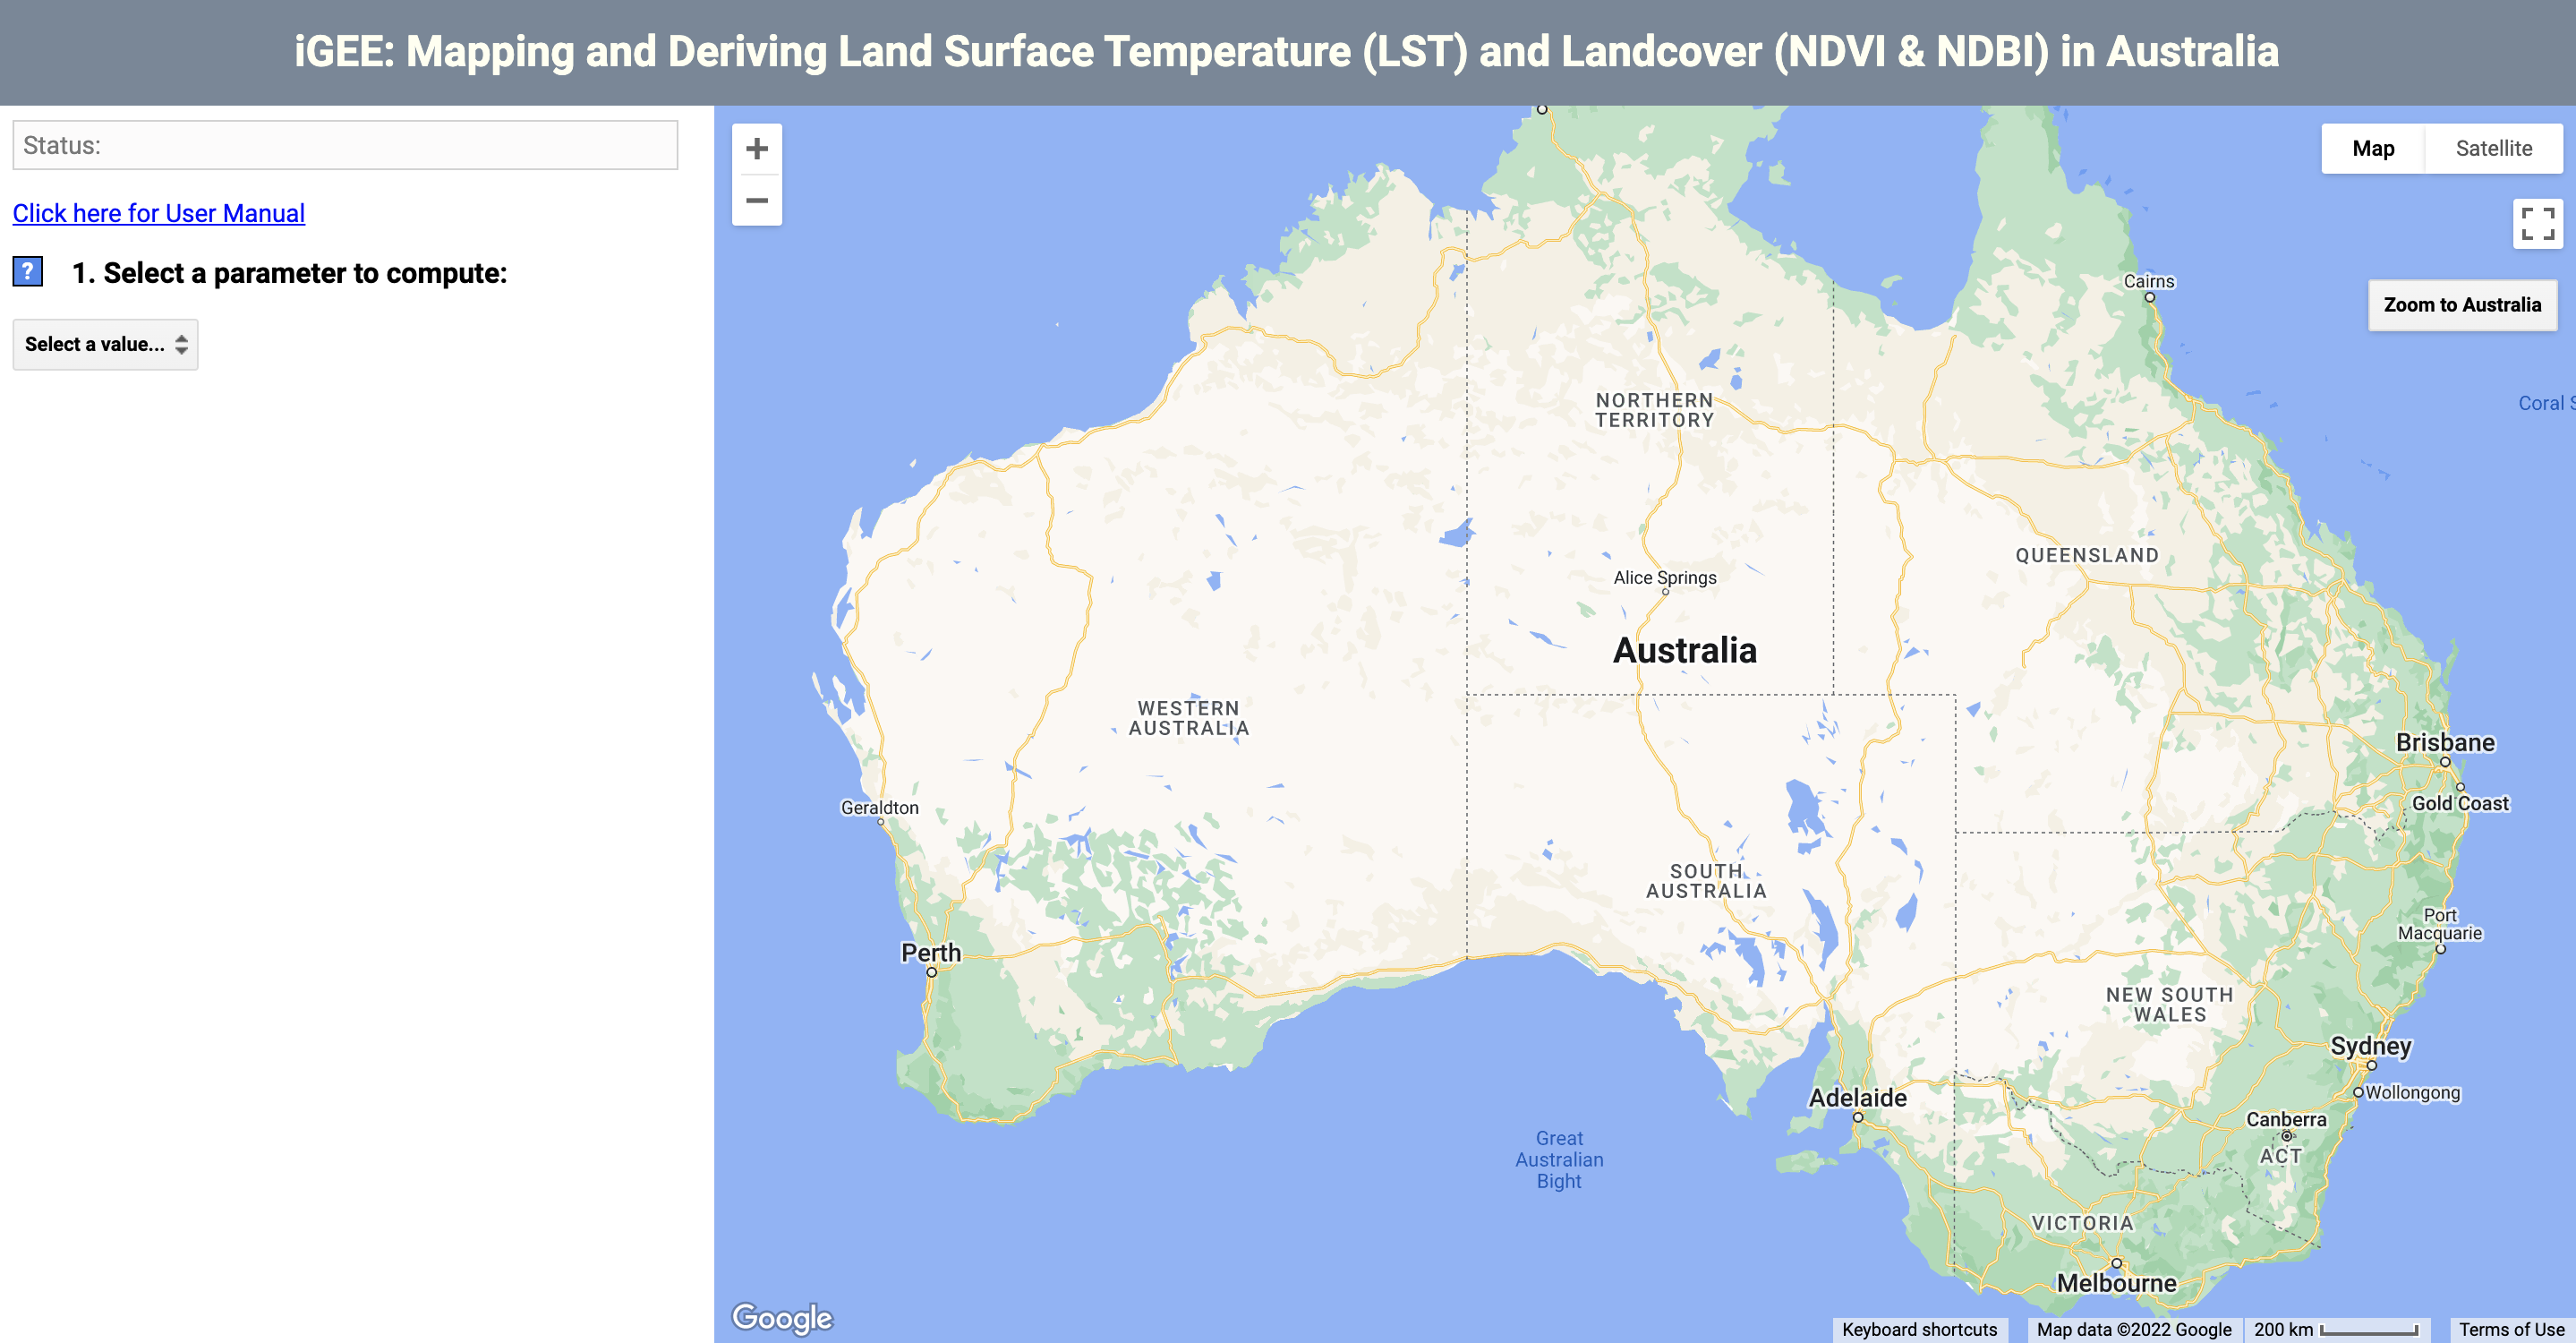 iGEE: Mapping and Deriving Land Surface Temperature (LST) and Landcover (NDVI & NDBI) in Australia
Status:
Click here for User Manual
? 1. Select a parameter to compute:
Select a value...
+
−
Map Satellite
Zoom to Australia
Cairns
Coral S
NORTHERN
TERRITORY
QUEENSLAND
Alice Springs
Australia
WESTERN
AUSTRALIA
Brisbane
Gold Coast
Geraldton
SOUTH
AUSTRALIA
Port
Macquarie
Perth
NEW SOUTH
WALES
Sydney
Wollongong
Adelaide
Canberra
ACT
Great
Australian
Bight
VICTORIA
Melbourne
Google
Keyboard shortcuts Map data ©2022 Google 200 km Terms of Use